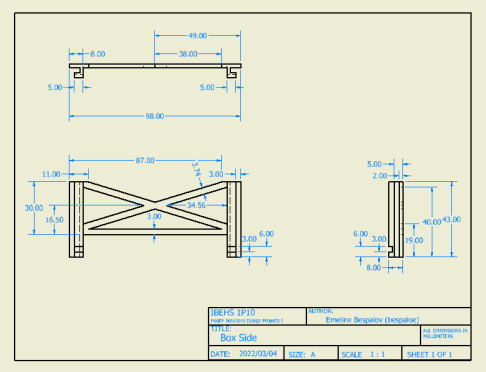 49.00
8.00
38.00
5.00
5.00
98.00
87.00
11.00
3.74
3.00
30.00
16.50
34.56
3.00
3.00
6.00
5.00
2.00
6.00
3.00
19.00
40.00
43.00
8.00
IBEHS 1P10
Health Solutions Design Projects I
AUTHOR:
Emeline Bespalov (bespaloe)
TITLE:
Box Side
ALL DIMENSIONS IN
MILLIMETERS
DATE: 2022/03/04 SIZE: A SCALE 1 : 1 SHEET 1 OF 1